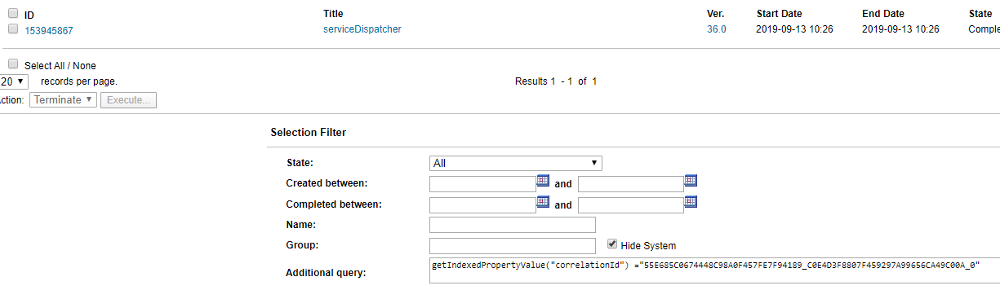 ID Title Ver. Start Date End Date State
153945867 serviceDispatcher 36.0 2019-09-13 10:26 2019-09-13 10:26 Comple
Select All / None
20 records per page. Results 1 - 1 of 1
ction: Terminate Execute...
Selection Filter
State: All
Created between: and
Completed between: and
Name:
Group: Hide System
Additional query: getIndexedPropertyValue("correlationId") ="55E685C0674448C98A0F457FE7F94189_C0E4D3F8807F459297A99656CA49C00A_0"